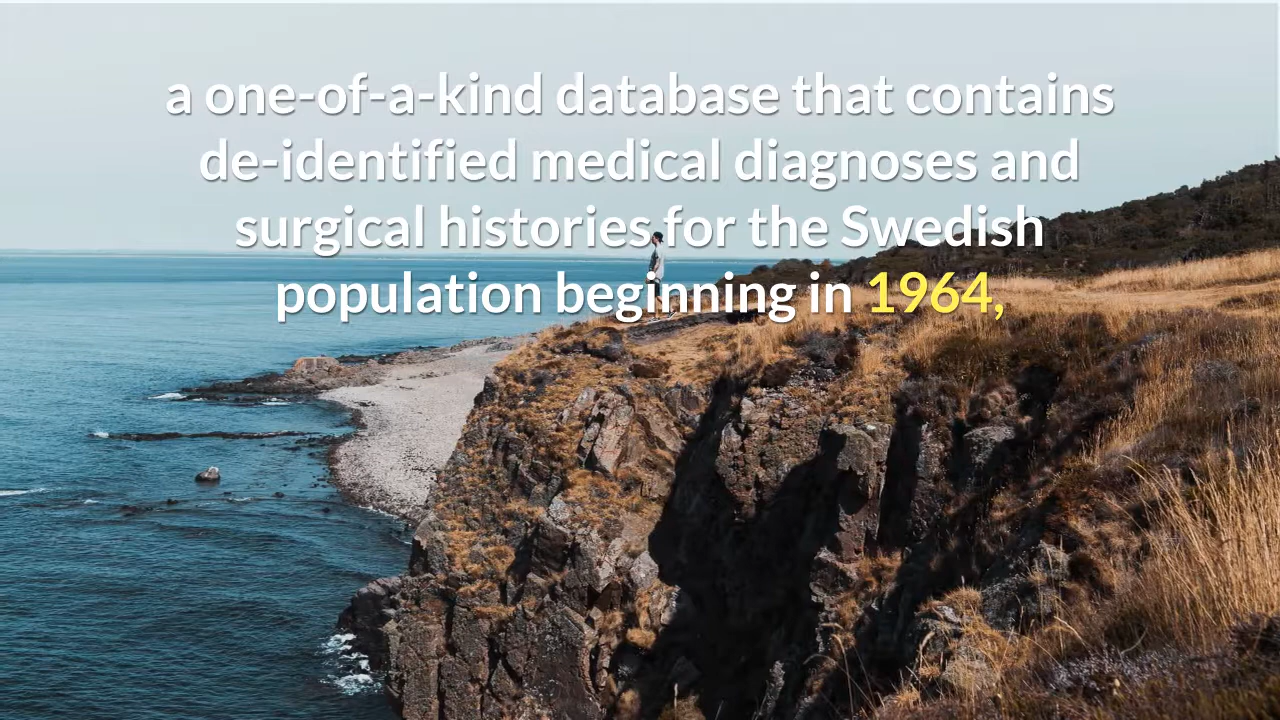 a one-of-a-kind database that contains
de-identified medical diagnoses and
surgical histories for the Swedish
population beginning in 1964,